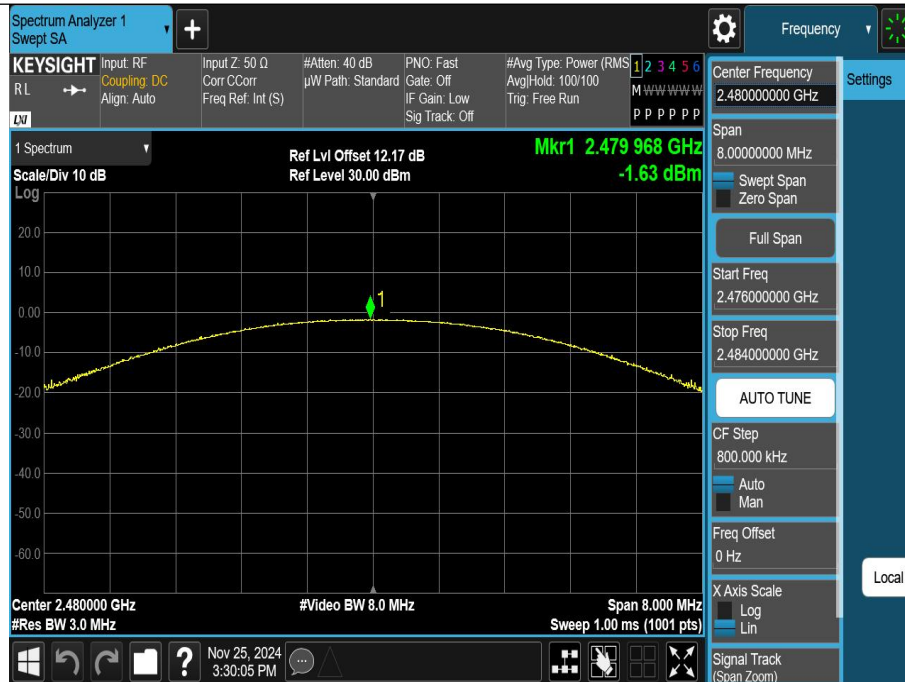 Spectrum Analyzer 1
Swept SA
+
Frequency
KEYSIGHT
RL
LXI
Input: RF
Coupling: DC
Align: Auto
Input Z: 50 Ω
Corr CCorr
Freq Ref: Int (S)
#Atten: 40 dB
µW Path: Standard
PNO: Fast
Gate: Off
IF Gain: Low
Sig Track: Off
#Avg Type: Power (RMS
Avg|Hold: 100/100
Trig: Free Run
1 2 3 4 5 6
M W W W W W
P P P P P P
1 Spectrum
Scale/Div 10 dB
Log
Ref Lvl Offset 12.17 dB
Ref Level 30.00 dBm
Mkr1 2.479 968 GHz
-1.63 dBm
20.0
10.0
0.00
-10.0
-20.0
-30.0
-40.0
-50.0
-60.0
1
Center 2.480000 GHz
#Res BW 3.0 MHz
#Video BW 8.0 MHz
Span 8.000 MHz
Sweep 1.00 ms (1001 pts)
Center Frequency
2.480000000 GHz
Settings
Span
8.00000000 MHz
Swept Span
Zero Span
Full Span
Start Freq
2.476000000 GHz
Stop Freq
2.484000000 GHz
AUTO TUNE
CF Step
800.000 kHz
Auto
Man
Freq Offset
0 Hz
X Axis Scale
Log
Lin
Signal Track
(Span Zoom)
Local
?
Nov 25, 2024
3:30:05 PM